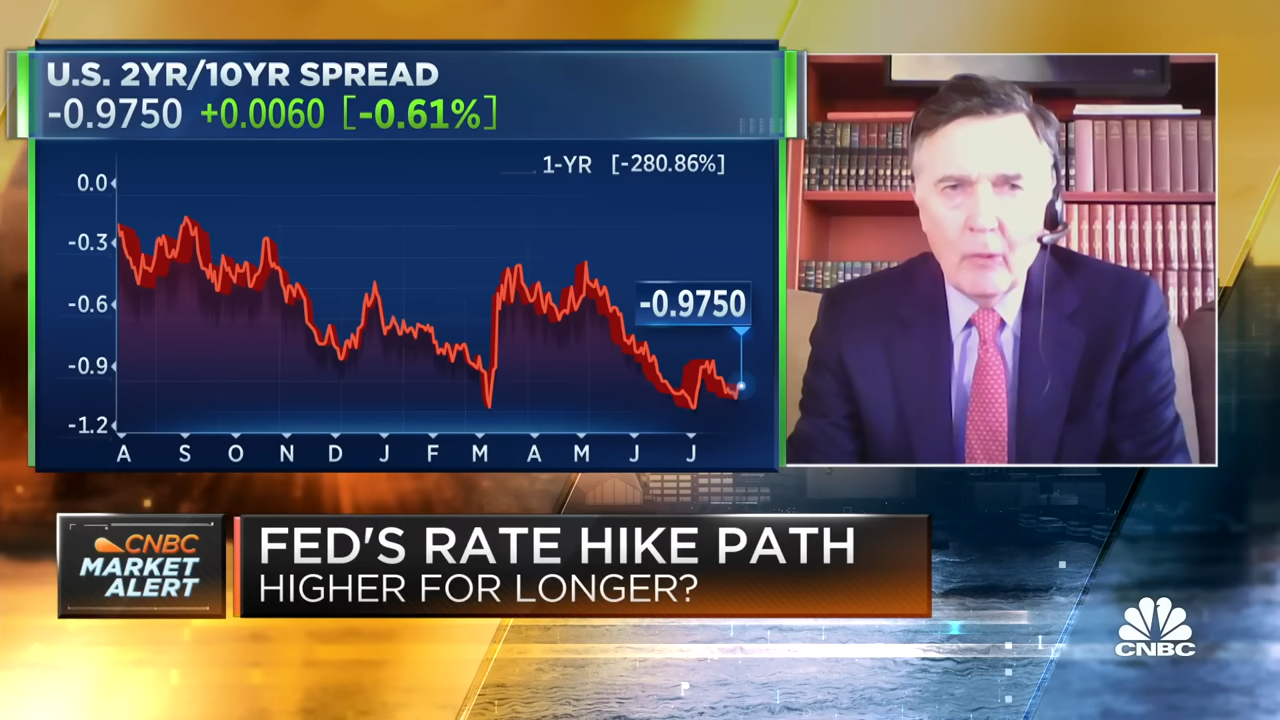 U.S. 2YR/10YR SPREAD
-0.9750 +0.0060 [-0.61%]
1-YR [-280.86%]
0.0
-0.3
-0.6
-0.9
-1.2
-0.9750
A S O N D J F M A M J J
CNBC
MARKET
ALERT
FED'S RATE HIKE PATH
HIGHER FOR LONGER?
CNBC